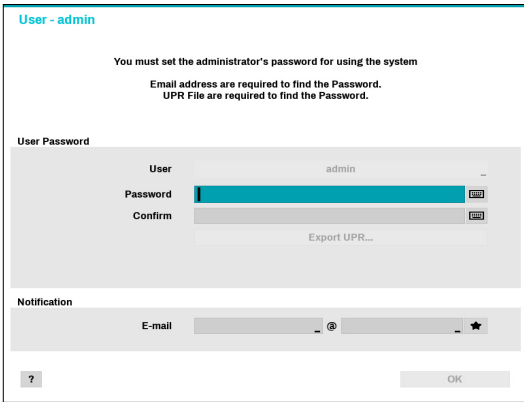 User - admin
You must set the administrator's password for using the system
Email address are required to find the Password.
UPR File are required to find the Password.
User Password
User admin
Password
Confirm
Export UPR...
Notification
E-mail @
? OK